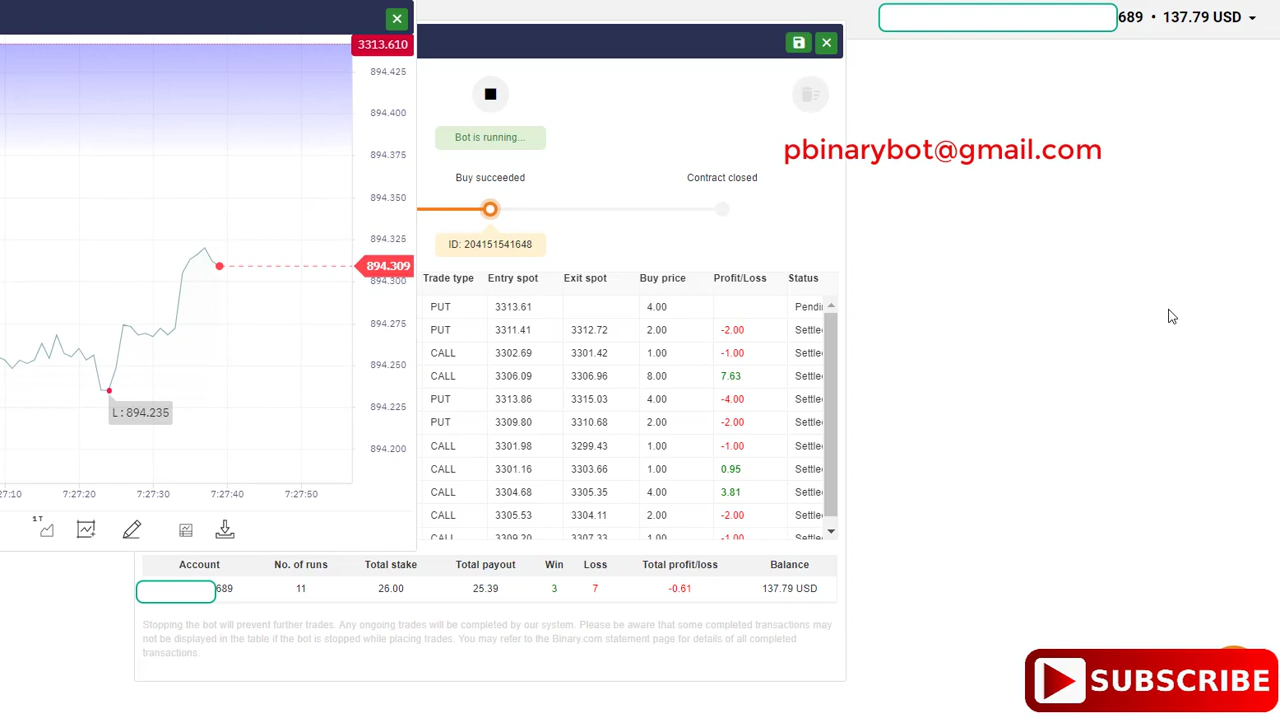 689 • 137.79 USD
3313.610
894.425
894.400
894.375
894.350
894.325
894.309
894.300
894.275
894.250
894.225
894.200
L : 894.235
7:27:20
7:27:30
7:27:40
7:27:50
1 T
Bot is running...
pbinarybot@gmail.com
Buy succeeded
Contract closed
ID: 204151541648
Trade type Entry spot Exit spot Buy price Profit/Loss Status
PUT 3313.61 4.00 Pendi
PUT 3311.41 3312.72 2.00 -2.00 Settle
CALL 3302.69 3301.42 1.00 -1.00 Settle
CALL 3306.09 3306.96 8.00 7.63 Settle
PUT 3313.86 3315.03 4.00 -4.00 Settle
PUT 3309.80 3310.68 2.00 -2.00 Settle
CALL 3301.98 3299.43 1.00 -1.00 Settle
CALL 3301.16 3303.66 1.00 0.95 Settle
CALL 3304.68 3305.35 4.00 3.81 Settle
CALL 3305.53 3304.11 2.00 -2.00 Settle
CALL 3309.20 3307.33 1.00 -1.00 Settle
Account No. of runs Total stake Total payout Win Loss Total profit/loss Balance
689 11 26.00 25.39 3 7 -0.61 137.79 USD
Stopping the bot will prevent further trades. Any ongoing trades will be completed by our system. Please be aware that some completed transactions may
not be displayed in the table if the bot is stopped while placing trades. You may refer to the Binary.com statement page for details of all completed
transactions.
SUBSCRIBE